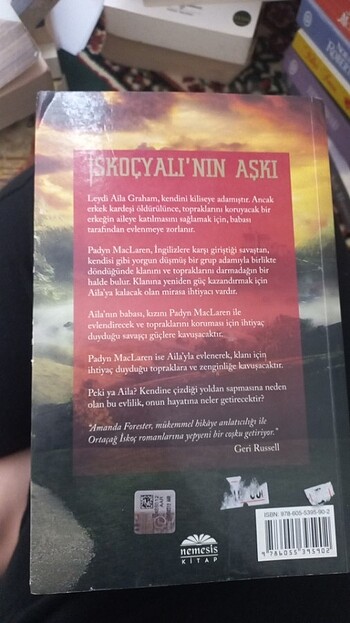 İSKOÇYALI'NIN AŞKI
Leydi Aila Graham, kendini kiliseye adamıştır. Ancak
erkek kardeşi öldürülünce, topraklarını koruyacak bir
erkeğin aileye katılmasını sağlamak için, babası
tarafından evlenmeye zorlanır.
Padyn MacLaren, İngilizlere karşı giriştiği savaştan,
kendisi gibi yorgun düşmüş bir grup adamıyla birlikte
döndüğünde klanını ve topraklarını darmadağın bir
halde bulur. Klanına yeniden güç kazandırmak için
Aila'ya kalacak olan mirasa ihtiyacı vardır.
Aila'nın babası, kızını Padyn MacLaren ile
evlendirecek ve topraklarını koruması için ihtiyaç
duyduğu savaşçı güçlere kavuşacaktır.
Padyn MacLaren ise Aila'yla evlenerek, klanı için
ihtiyaç duyduğu topraklara ve zenginliğe kavuşacaktır.
Peki ya Aila? Kendine çizdiği yoldan sapmasına neden
olan bu evlilik, onun hayatına neler getirecektir?
"Amanda Forester, mükemmel hikâye anlatıcılığı ile
Ortaçağ İskoç romanlarına yepyeni bir coşku getiriyor."
Geri Russell
ISBN: 978-605-5395-90-2
9 786055 395902
nemesis
KİTAP